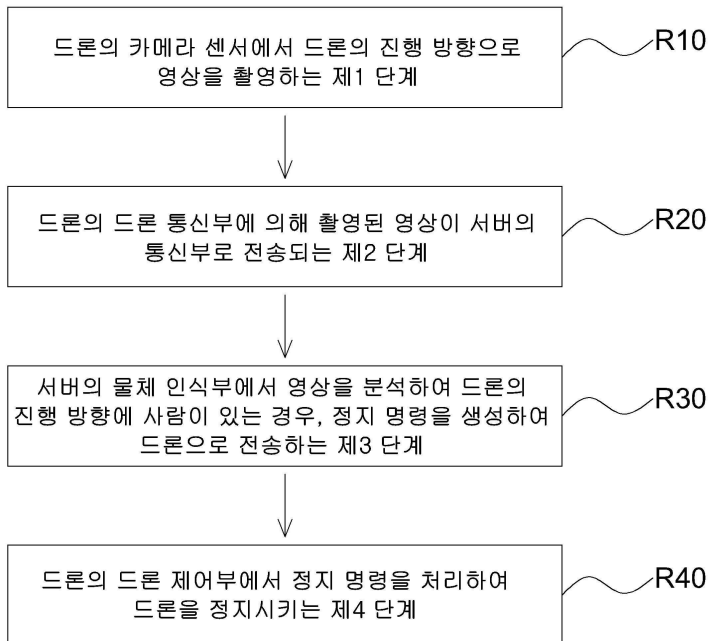 드론의 카메라 센서에서 드론의 진행 방향으로
영상을 촬영하는 제1 단계
R10
드론의 드론 통신부에 의해 촬영된 영상이 서버의
통신부로 전송되는 제2 단계
R20
서버의 물체 인식부에서 영상을 분석하여 드론의
진행 방향에 사람이 있는 경우, 정지 명령을 생성하여
드론으로 전송하는 제3 단계
R30
드론의 드론 제어부에서 정지 명령을 처리하여
드론을 정지시키는 제4 단계
R40